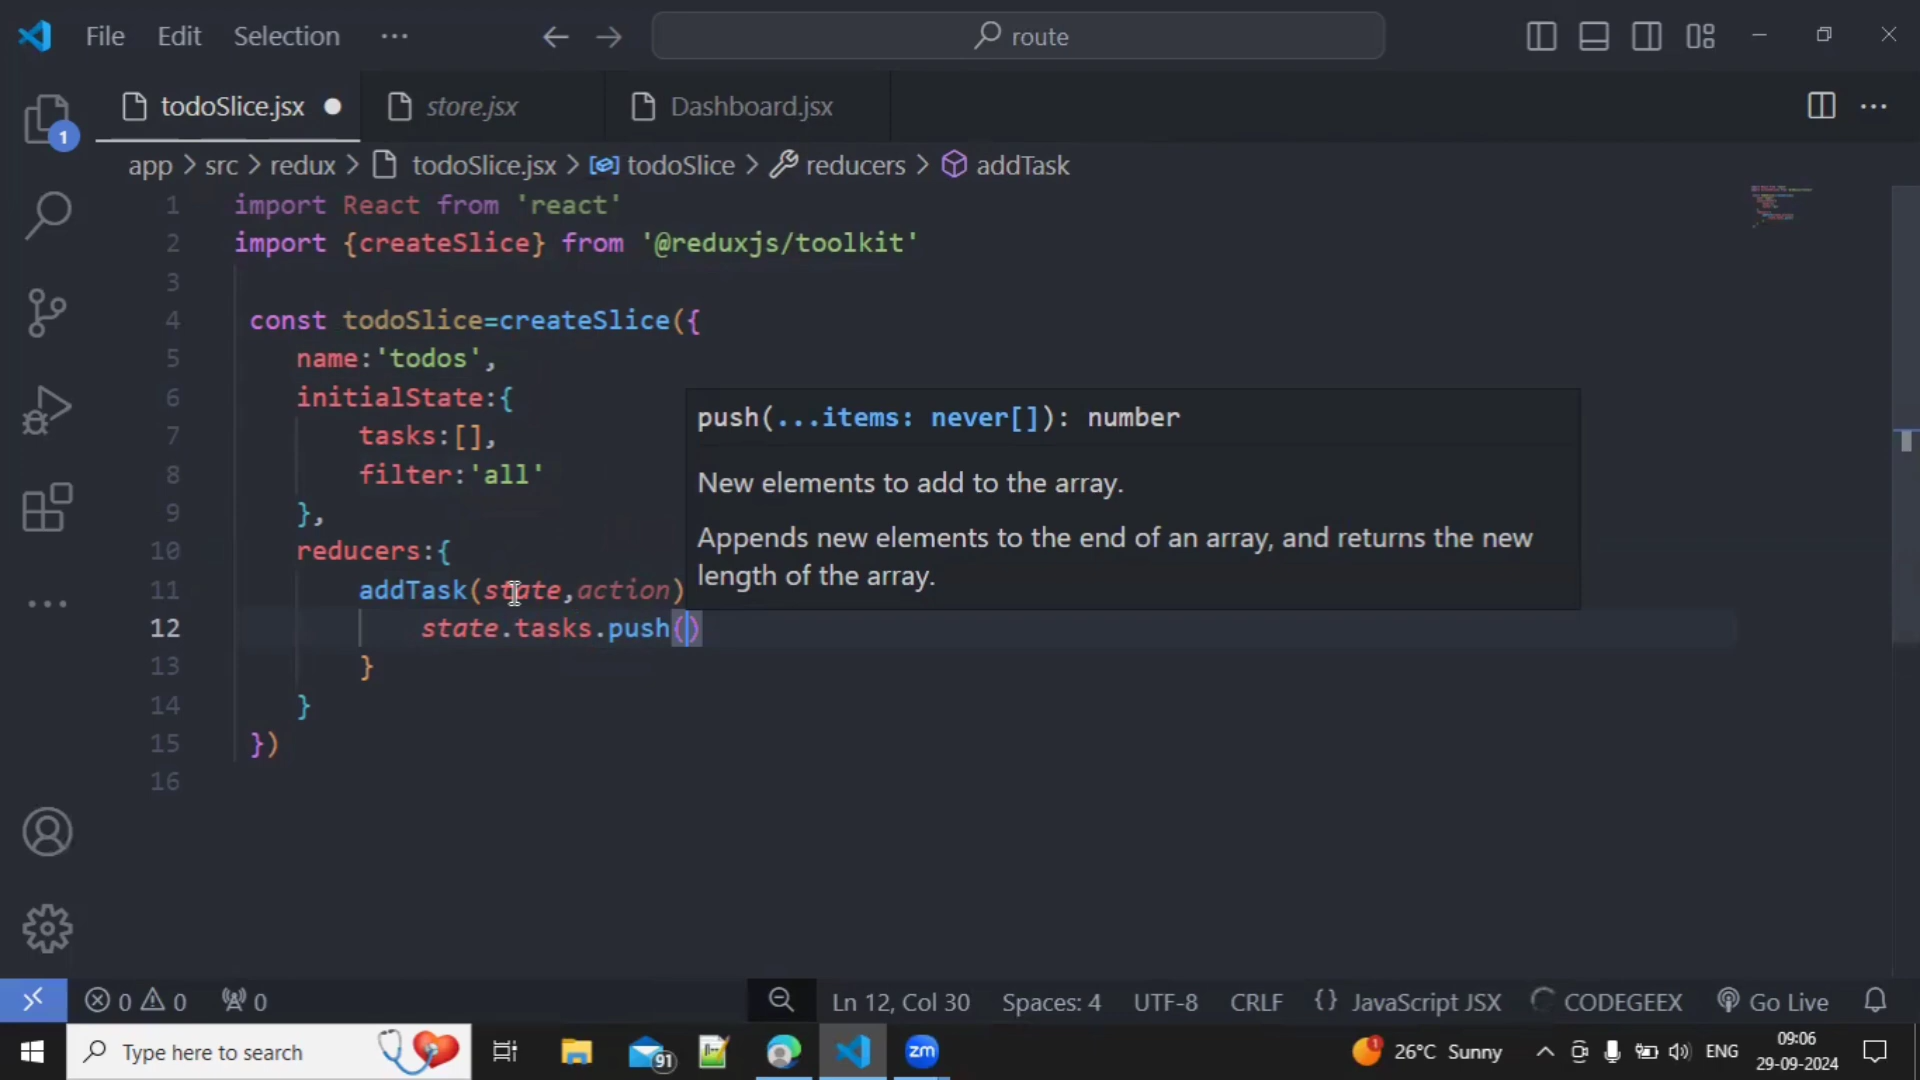 File Edit Selection ··· route
todoSlice.jsx store.jsx Dashboard.jsx ···
1
app > src > redux > todoSlice.jsx > todoSlice > reducers > addTask
1 import React from 'react'
2 import {createSlice} from '@reduxjs/toolkit'
3
4 const todoSlice=createSlice({
5 name:'todos',
6 initialState:{
7 tasks:[],
8 filter:'all'
9 },
10 reducers:{
11 addTask(state,action)
12 state.tasks.push()
13 }
14 }
15 })
16
push(...items: never[]): number
New elements to add to the array.
Appends new elements to the end of an array, and returns the new
length of the array.
0 0 0 Ln 12, Col 30 Spaces: 4 UTF-8 CRLF {} JavaScript JSX CODEGEEX Go Live
Type here to search 91 zm 1 26°C Sunny ENG 09:06
29-09-2024